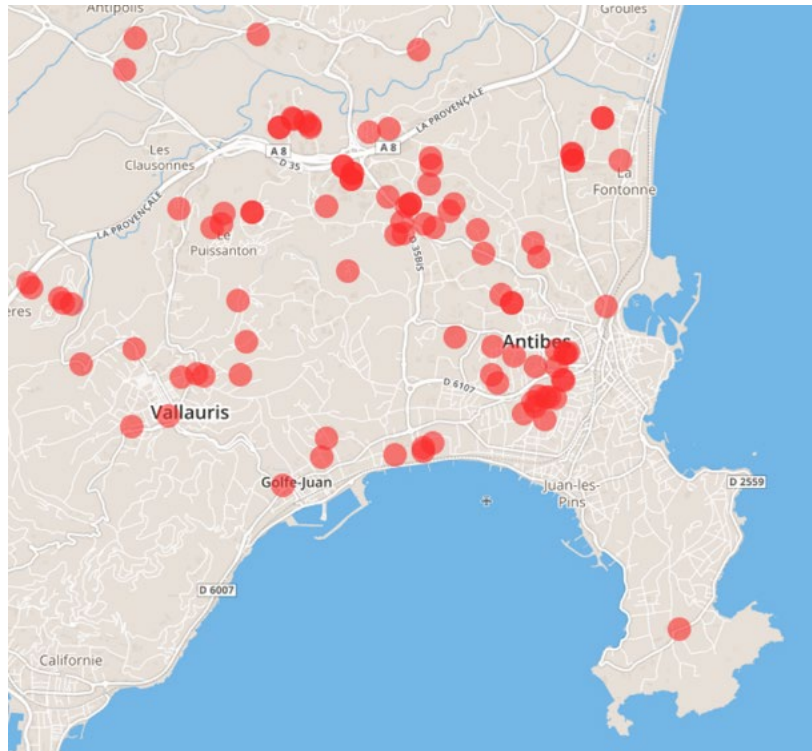 Antipolis
Groules
LA PROVENÇALE
Les
Clausonnes
A 8
D 35
A 8
La
Fontonne
LA PROVENÇALE
Le
Puissanton
D 35Bis
eres
Antibes
D 6107
Vallauris
Golfe-Juan
Juan-les-
Pins
D 2559
D 6007
Californie